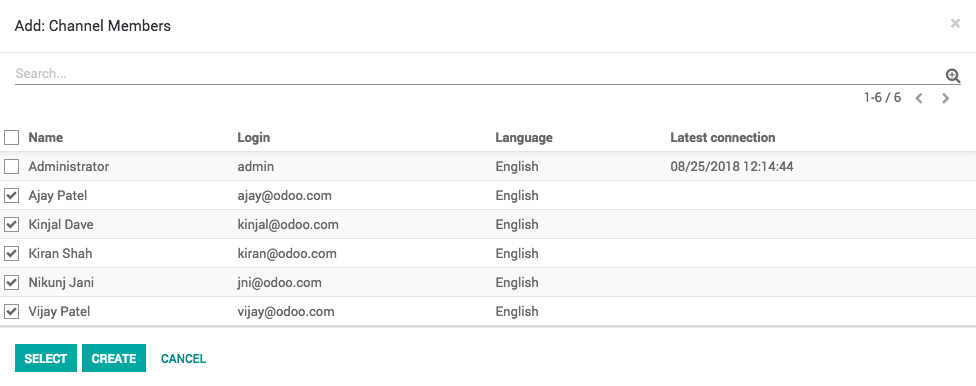 Add: Channel Members ×
Search...
1-6 / 6
Name Login Language Latest connection
Administrator admin English 08/25/2018 12:14:44
Ajay Patel ajay@odoo.com English
Kinjal Dave kinjal@odoo.com English
Kiran Shah kiran@odoo.com English
Nikunj Jani jni@odoo.com English
Vijay Patel vijay@odoo.com English
SELECT CREATE CANCEL